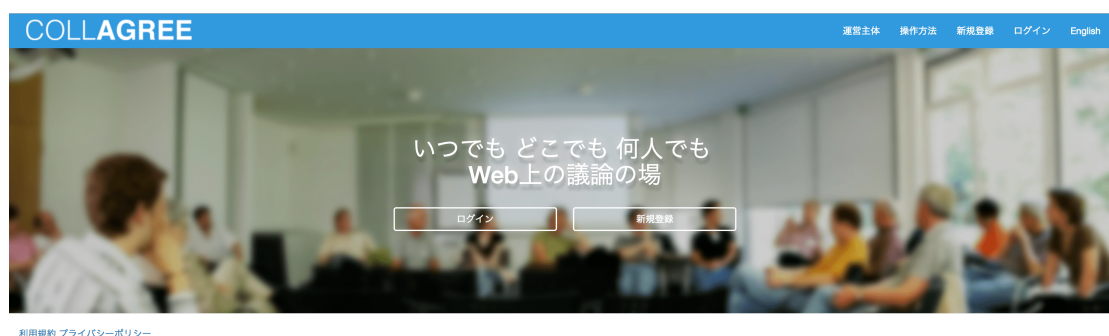 COLLAGREE
運営主体 操作方法 新規登録 ログイン English
いつでも どこでも 何人でも
Web上の議論の場
ログイン 新規登録
利用規約 プライバシーポリシー